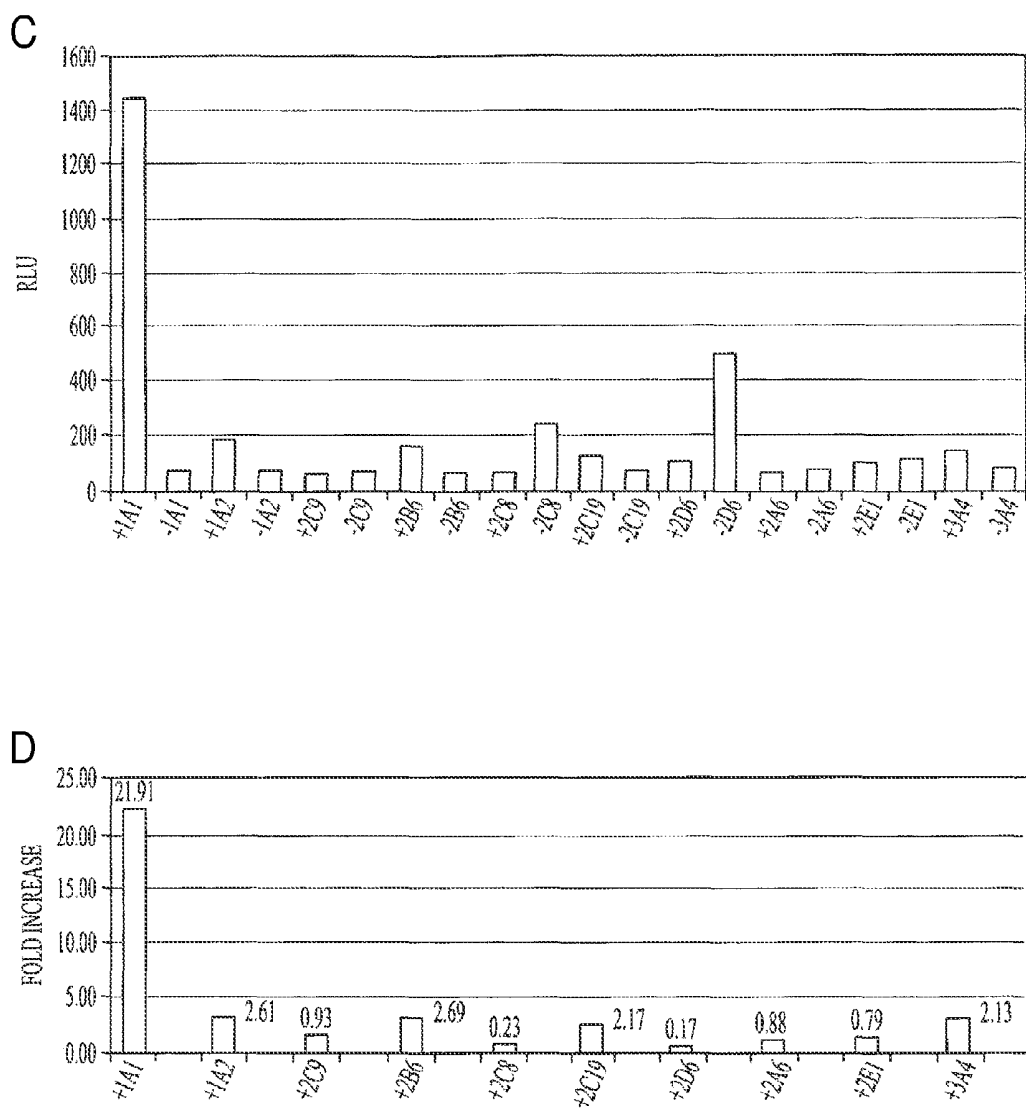 C
1600
1400
1200
1000
800
600
400
200
0
RLU
+1A1
-1A1
+1A2
-1A2
+2C9
-2C9
+2B6
-2B6
+2C8
-2C8
+2C19
-2C19
+2D6
-2D6
+2A6
-2A6
+2E1
-2E1
+3A4
-3A4
D
25.00
20.00
15.00
10.00
5.00
0.00
FOLD INCREASE
21.91
2.61
0.93
2.69
0.23
2.17
0.17
0.88
0.79
2.13
+1A1
+1A2
+2C9
+2B6
+2C8
+2C19
+2D6
+2A6
+2E1
+3A4